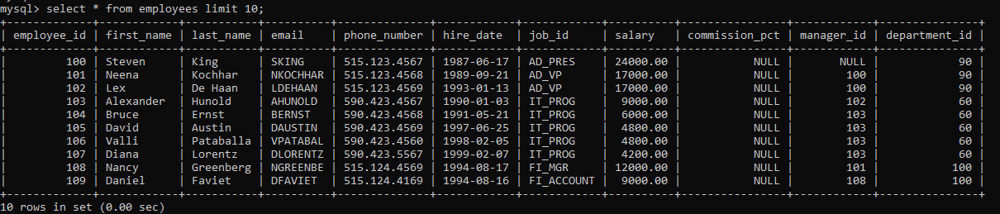 mysql> select * from employees limit 10;
+-------------+------------+-----------+----------+--------------+------------+------------+----------+----------------+------------+---------------+
| employee_id | first_name | last_name | email    | phone_number | hire_date  | job_id     | salary   | commission_pct | manager_id | department_id |
+-------------+------------+-----------+----------+--------------+------------+------------+----------+----------------+------------+---------------+
|         100 | Steven     | King      | SKING    | 515.123.4567 | 1987-06-17 | AD_PRES    | 24000.00 |           NULL |       NULL |            90 |
|         101 | Neena      | Kochhar   | NKOCHHAR | 515.123.4568 | 1989-09-21 | AD_VP      | 17000.00 |           NULL |        100 |            90 |
|         102 | Lex        | De Haan   | LDEHAAN  | 515.123.4569 | 1993-01-13 | AD_VP      | 17000.00 |           NULL |        100 |            90 |
|         103 | Alexander  | Hunold    | AHUNOLD  | 590.423.4567 | 1990-01-03 | IT_PROG    |  9000.00 |           NULL |        102 |            60 |
|         104 | Bruce      | Ernst     | BERNST   | 590.423.4568 | 1991-05-21 | IT_PROG    |  6000.00 |           NULL |        103 |            60 |
|         105 | David      | Austin    | DAUSTIN  | 590.423.4569 | 1997-06-25 | IT_PROG    |  4800.00 |           NULL |        103 |            60 |
|         106 | Valli      | Pataballa | VPATABAL | 590.423.4560 | 1998-02-05 | IT_PROG    |  4800.00 |           NULL |        103 |            60 |
|         107 | Diana      | Lorentz   | DLORENTZ | 590.423.5567 | 1999-02-07 | IT_PROG    |  4200.00 |           NULL |        103 |            60 |
|         108 | Nancy      | Greenberg | NGREENBE | 515.124.4569 | 1994-08-17 | FI_MGR     | 12000.00 |           NULL |        101 |           100 |
|         109 | Daniel     | Faviet    | DFAVIET  | 515.124.4169 | 1994-08-16 | FI_ACCOUNT |  9000.00 |           NULL |        108 |           100 |
+-------------+------------+-----------+----------+--------------+------------+------------+----------+----------------+------------+---------------+
10 rows in set (0.00 sec)